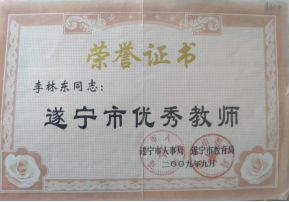 荣誉证书
李林东同志：
遂宁市优秀教师
遂宁市人事局 遂宁市教育局
二〇〇九年九月